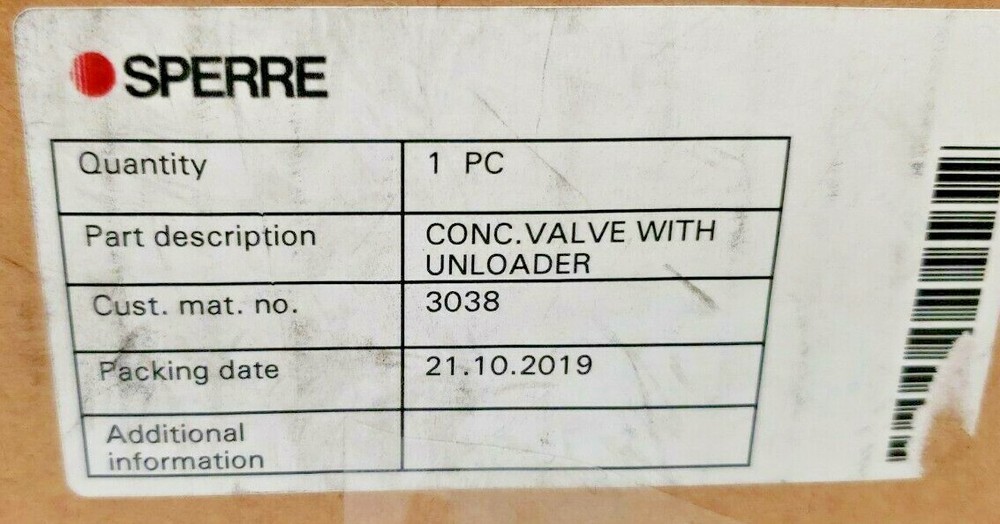 SPERRE
Quantity 1 PC
Part description CONC.VALVE WITH
UNLOADER
Cust. mat. no. 3038
Packing date 21.10.2019
Additional
information